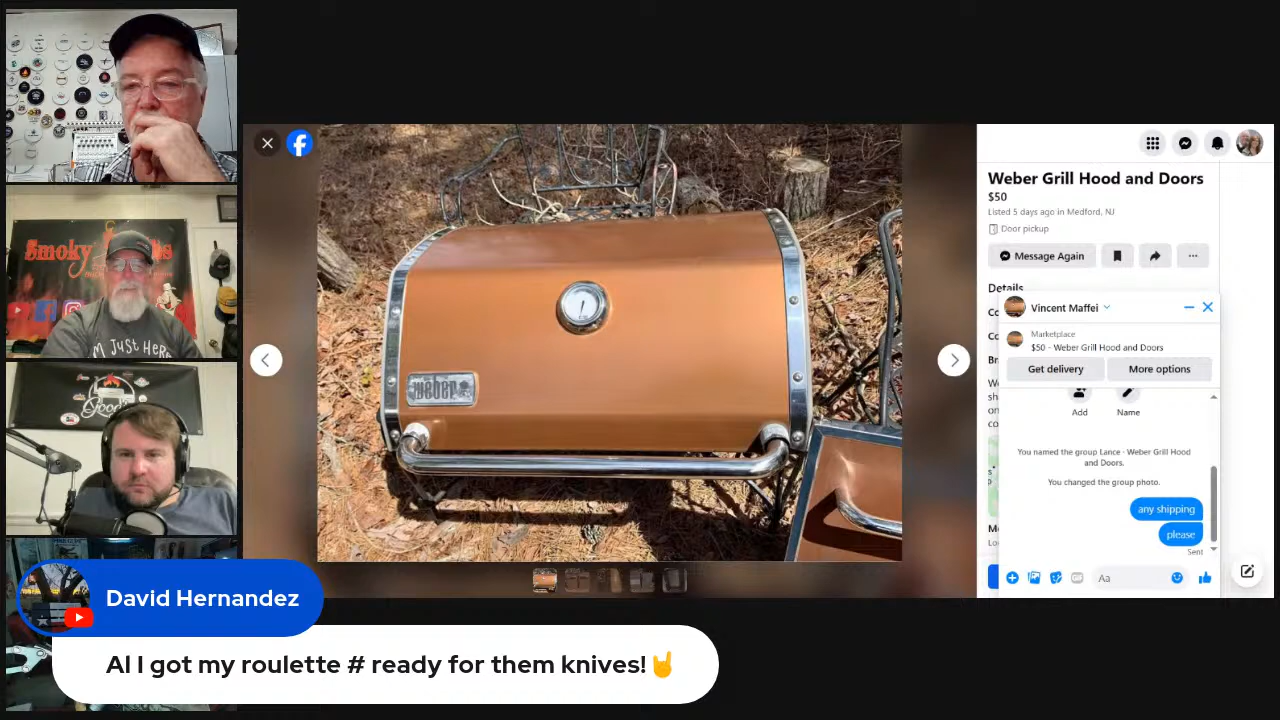 Smoky
I'M JUST HERE
Good's
weber
Weber Grill Hood and Doors
$50
Listed 5 days ago in Medford, NJ
Door pickup
Message Again
Details
Vincent Maffei
Marketplace
$50 - Weber Grill Hood and Doors
Get delivery
More options
Add
Name
You named the group Lance - Weber Grill Hood
and Doors.
You changed the group photo.
any shipping
please
Sent
GIF
Aa
David Hernandez
Al I got my roulette # ready for them knives!🤘